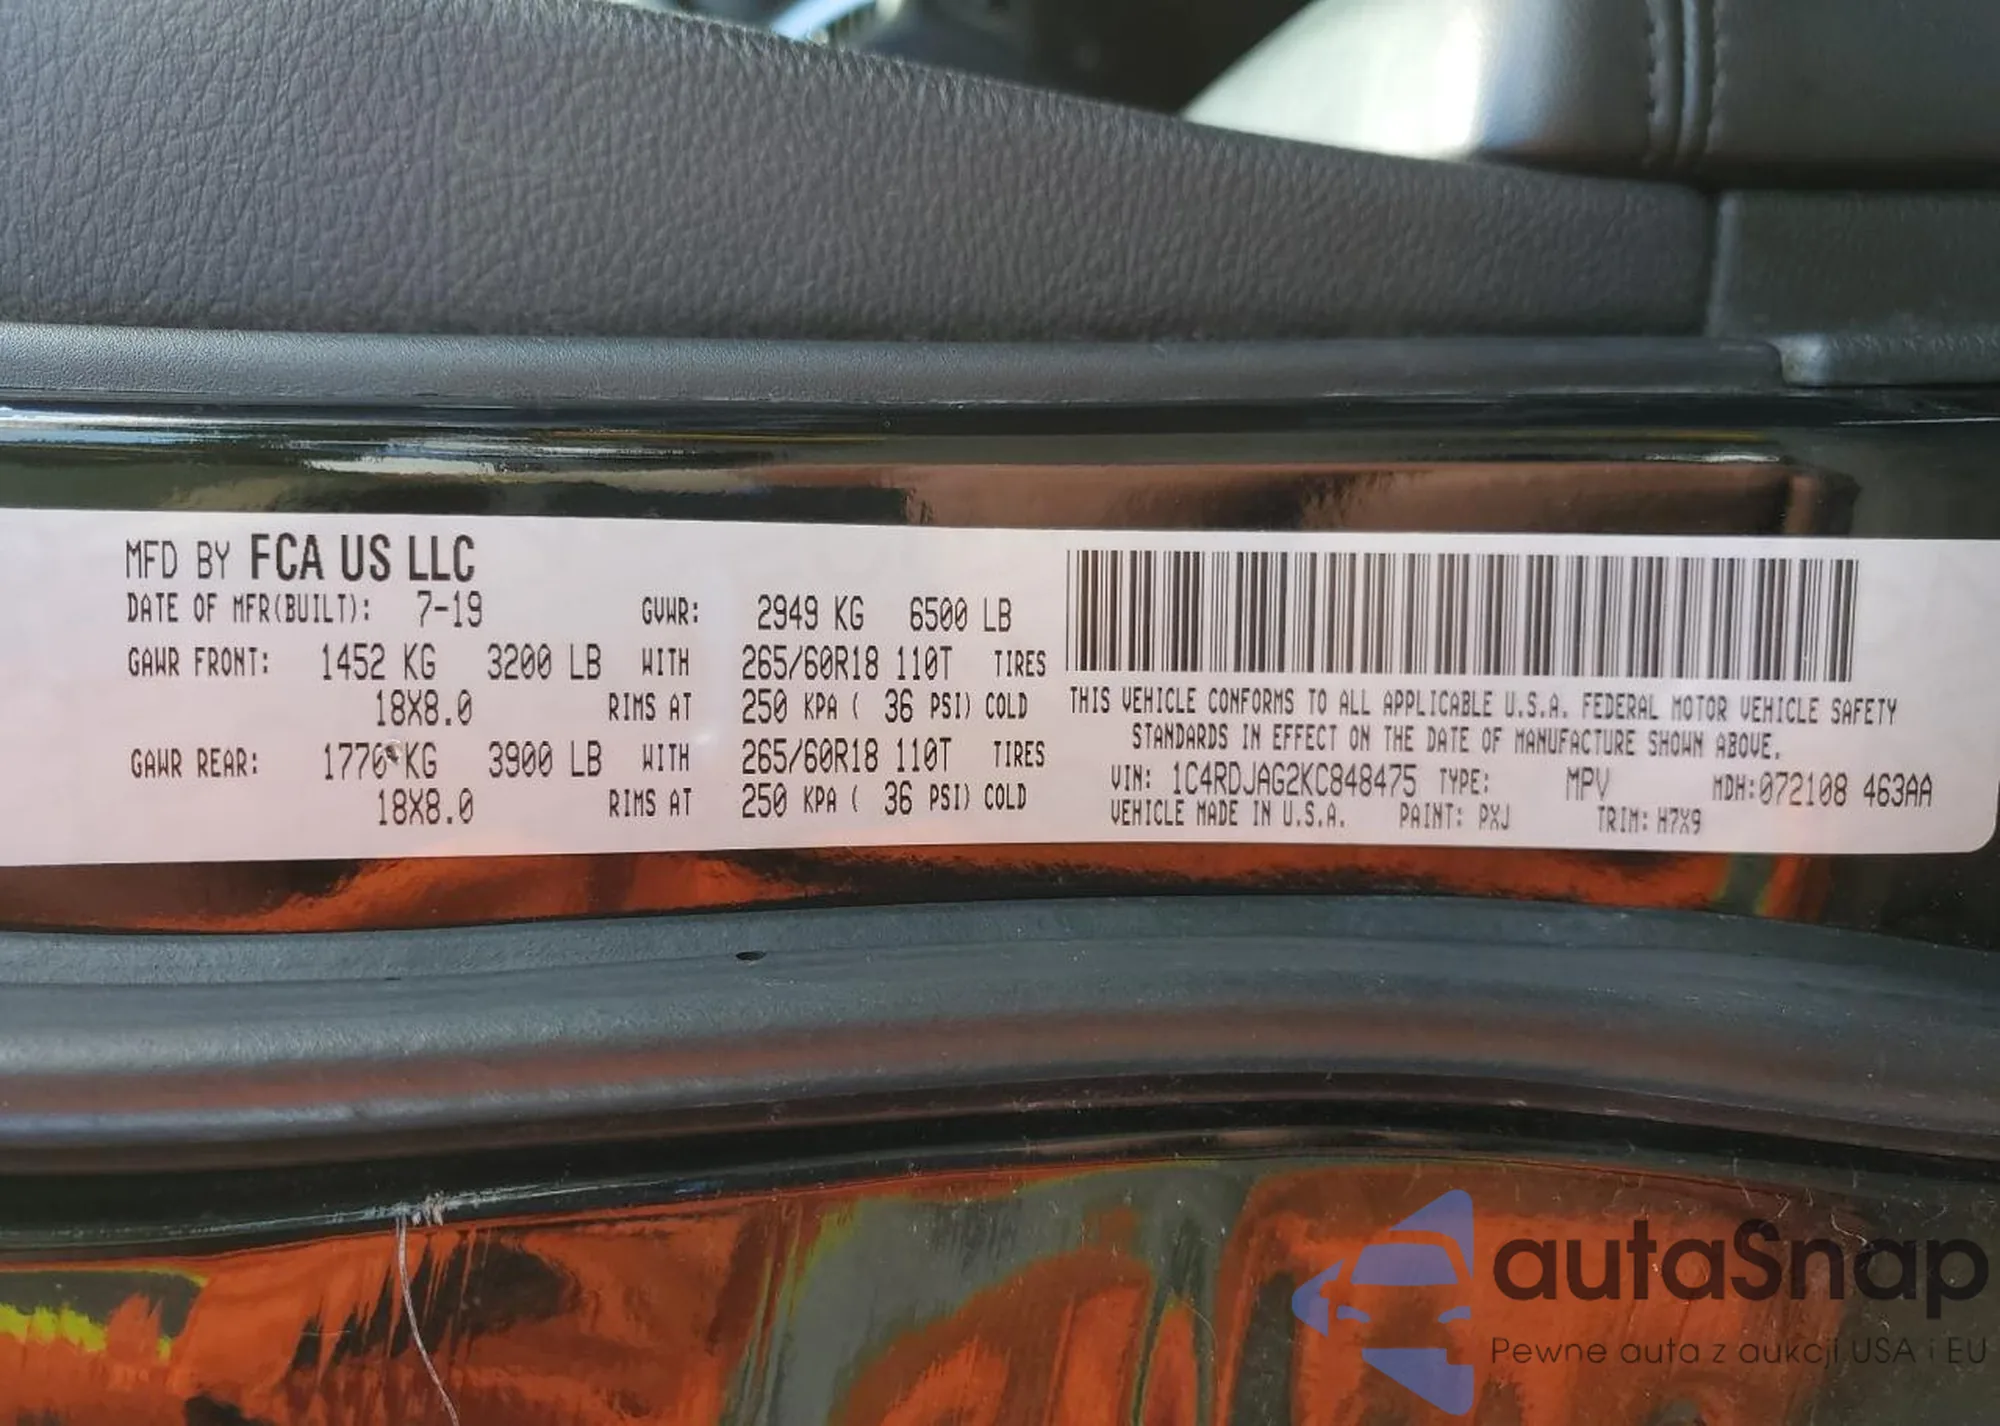 MFD BY FCA US LLC
DATE OF MFR(BUILT): 7-19 GVWR: 2949 KG 6500 LB
GAWR FRONT: 1452 KG 3200 LB WITH 265/60R18 110T TIRES
18X8.0 RIMS AT 250 KPA ( 36 PSI) COLD
GAWR REAR: 1770 KG 3900 LB WITH 265/60R18 110T TIRES
18X8.0 RIMS AT 250 KPA ( 36 PSI) COLD
THIS VEHICLE CONFORMS TO ALL APPLICABLE U.S.A. FEDERAL MOTOR VEHICLE SAFETY
STANDARDS IN EFFECT ON THE DATE OF MANUFACTURE SHOWN ABOVE.
VIN: 1C4RDJAG2KC848475 TYPE: MPV MDH:072108 463AA
VEHICLE MADE IN U.S.A. PAINT: PXJ TRIM: H7X9
autaSnap
Pewne auta z aukcji USA i EU